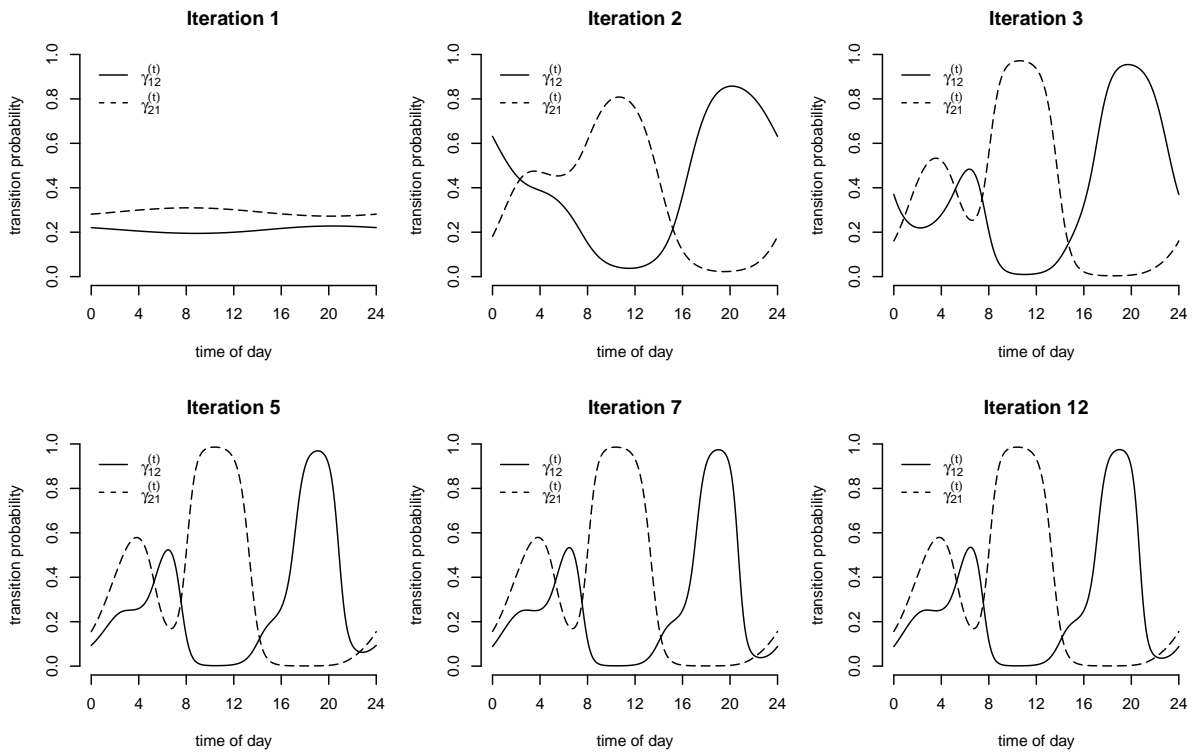 Iteration 1
transition probability
0.0 0.2 0.4 0.6 0.8 1.0
γ12(t)
γ21(t)
0 4 8 12 16 20 24
time of day
Iteration 2
transition probability
0.0 0.2 0.4 0.6 0.8 1.0
γ12(t)
γ21(t)
0 4 8 12 16 20 24
time of day
Iteration 3
transition probability
0.0 0.2 0.4 0.6 0.8 1.0
γ12(t)
γ21(t)
0 4 8 12 16 20 24
time of day
Iteration 5
transition probability
0.0 0.2 0.4 0.6 0.8 1.0
γ12(t)
γ21(t)
0 4 8 12 16 20 24
time of day
Iteration 7
transition probability
0.0 0.2 0.4 0.6 0.8 1.0
γ12(t)
γ21(t)
0 4 8 12 16 20 24
time of day
Iteration 12
transition probability
0.0 0.2 0.4 0.6 0.8 1.0
γ12(t)
γ21(t)
0 4 8 12 16 20 24
time of day